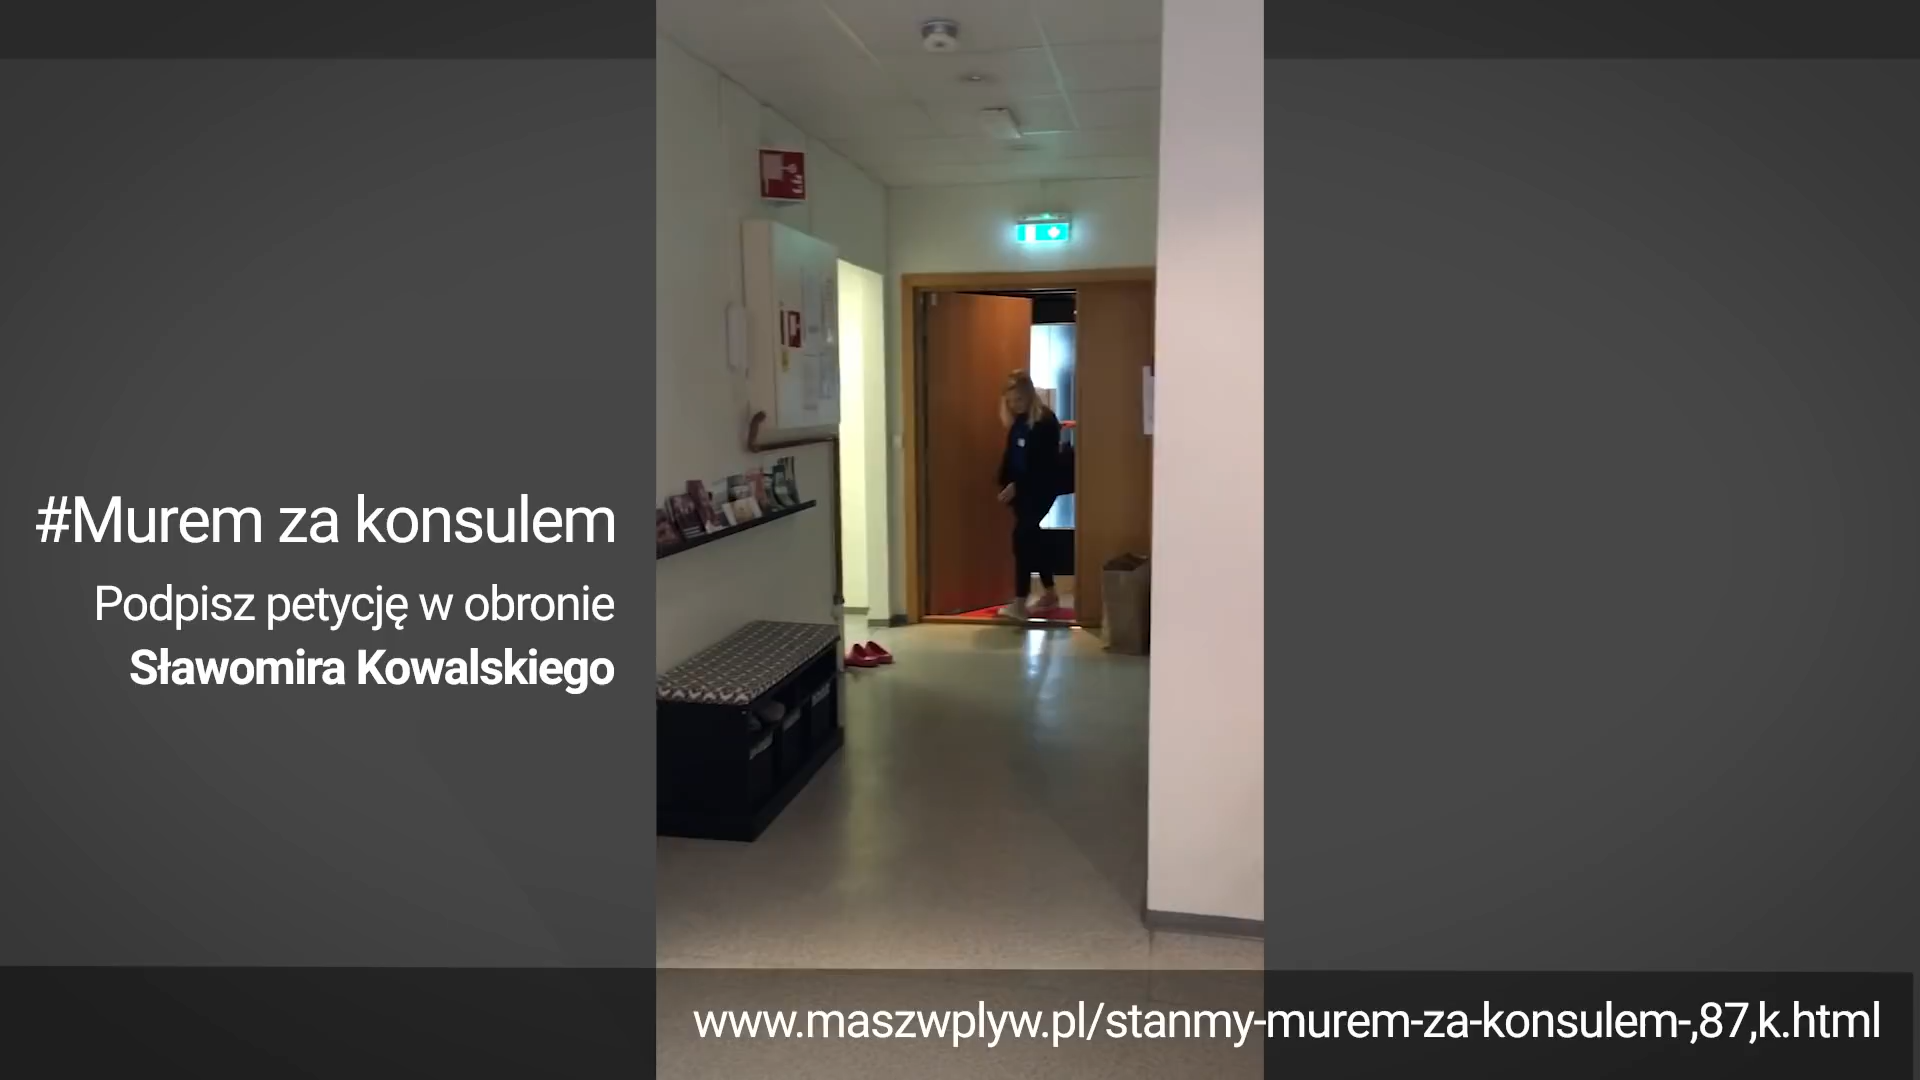 #Murem za konsulem
Podpisz petycję w obronie
Sławomira Kowalskiego
www.maszwplyw.pl/stanmy-murem-za-konsulem-,87,k.html